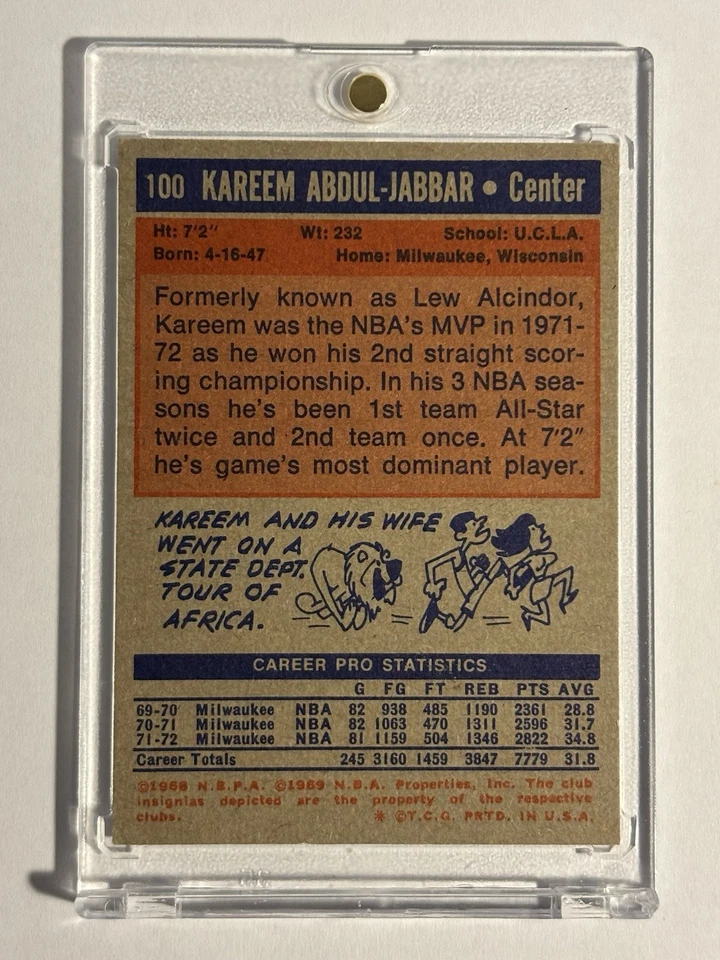 100 KAREEM ABDUL-JABBAR • Center
Ht: 7'2" Wt: 232 School: U.C.L.A.
Born: 4-16-47 Home: Milwaukee, Wisconsin
Formerly known as Lew Alcindor,
Kareem was the NBA's MVP in 1971-
72 as he won his 2nd straight scor-
ing championship. In his 3 NBA sea-
sons he's been 1st team All-Star
twice and 2nd team once. At 7'2"
he's game's most dominant player.
KAREEM AND HIS WIFE
WENT ON A
STATE DEPT.
TOUR OF
AFRICA.
CAREER PRO STATISTICS
G FG FT REB PTS AVG
69-70 Milwaukee NBA 82 938 485 1190 2361 28.8
70-71 Milwaukee NBA 82 1063 470 1311 2596 31.7
71-72 Milwaukee NBA 81 1159 504 1346 2822 34.8
Career Totals 245 3160 1459 3847 7779 31.8
©1968 N.B.P.A. ©1969 N.B.A. Properties, Inc. The club
insignias depicted are the property of the respective
clubs. * ©T.C.G. PRTD. IN U.S.A.